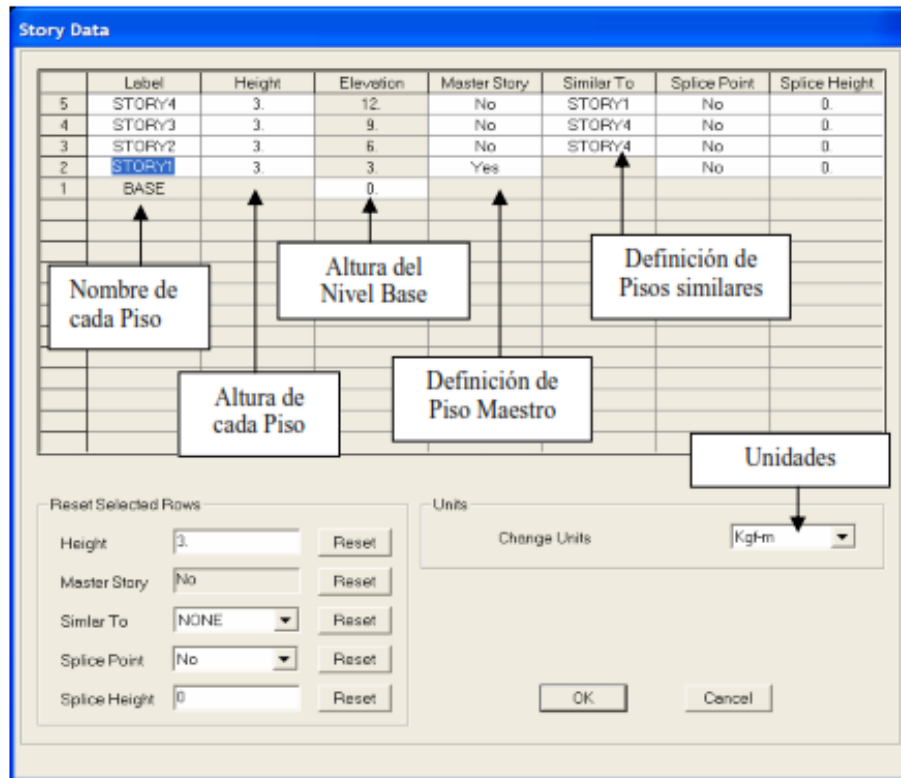 Story Data
Label Height Elevation Master Story Similar To Splice Point Splice Height
5 STORY4 3. 12. No STORY1 No 0.
4 STORY3 3. 9. No STORY4 No 0.
3 STORY2 3. 6. No STORY4 No 0.
2 STORY1 3. 3. Yes No 0.
1 BASE 0.
Nombre de
cada Piso
Altura del
Nivel Base
Definición de
Pisos similares
Altura de
cada Piso
Definición de
Piso Maestro
Unidades
Reset Selected Rows
Height 3. Reset
Master Story No Reset
Similar To NONE Reset
Splice Point No Reset
Splice Height 0 Reset
Units
Change Units Kgf-m
OK Cancel